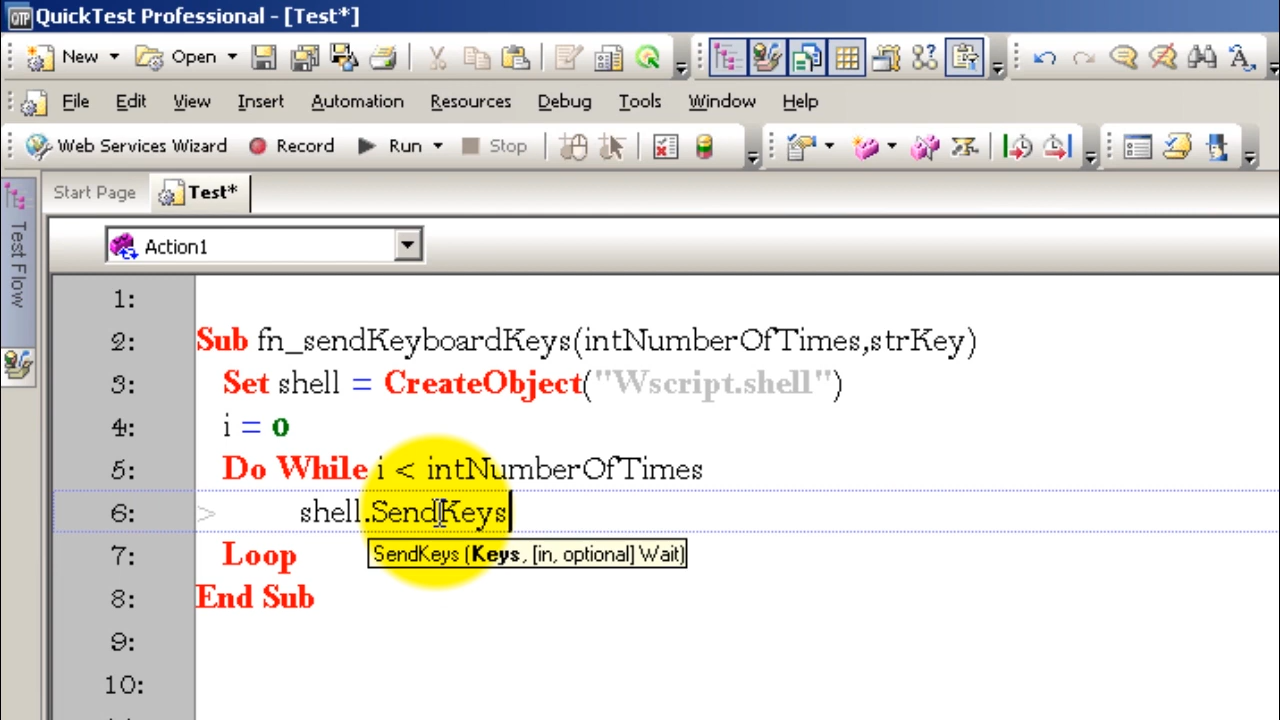 QTP QuickTest Professional - [Test*]
New Open
File Edit View Insert Automation Resources Debug Tools Window Help
Web Services Wizard Record Run Stop
Start Page Test*
Test Flow
Action1
1:
2: Sub fn_sendKeyboardKeys(intNumberOfTimes,strKey)
3: Set shell = CreateObject("Wscript.shell")
4: i = 0
5: Do While i < intNumberOfTimes
6: > shell.SendKeys
SendKeys (Keys, [in, optional] Wait)
7: Loop
8: End Sub
9:
10: